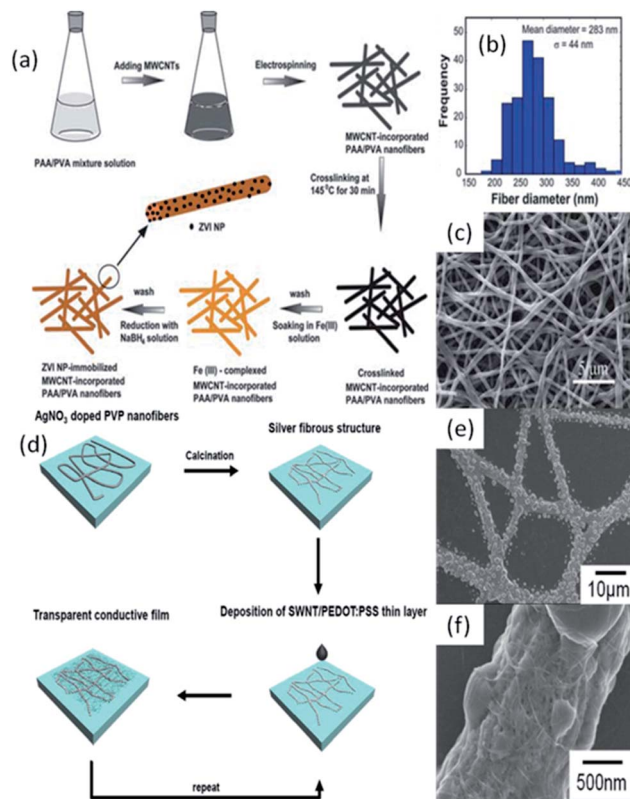 (a)
Adding MWCNTs
Electrospinning
PAA/PVA mixture solution
MWCNT-incorporated
PAA/PVA nanofibers
Crosslinking at
145⁰C for 30 min
ZVI NP
wash
Reduction with
NaBH₄ solution
wash
Soaking in Fe(III)
solution
ZVI NP-immobilized
MWCNT-incorporated
PAA/PVA nanofibers
Fe (III) - complexed
MWCNT-incorporated
PAA/PVA nanofibers
Crosslinked
MWCNT-incorporated
PAA/PVA nanofibers
(b)
Mean diameter = 283 nm
σ = 44 nm
Frequency
50
40
30
20
10
0
150 200 250 300 350 400 450
Fiber diameter (nm)
(c)
5 µm
(d)
AgNO₃ doped PVP nanofibers
Calcination
Silver fibrous structure
Transparent conductive film
Deposition of SWNT/PEDOT:PSS thin layer
repeat
(e)
10µm
(f)
500nm